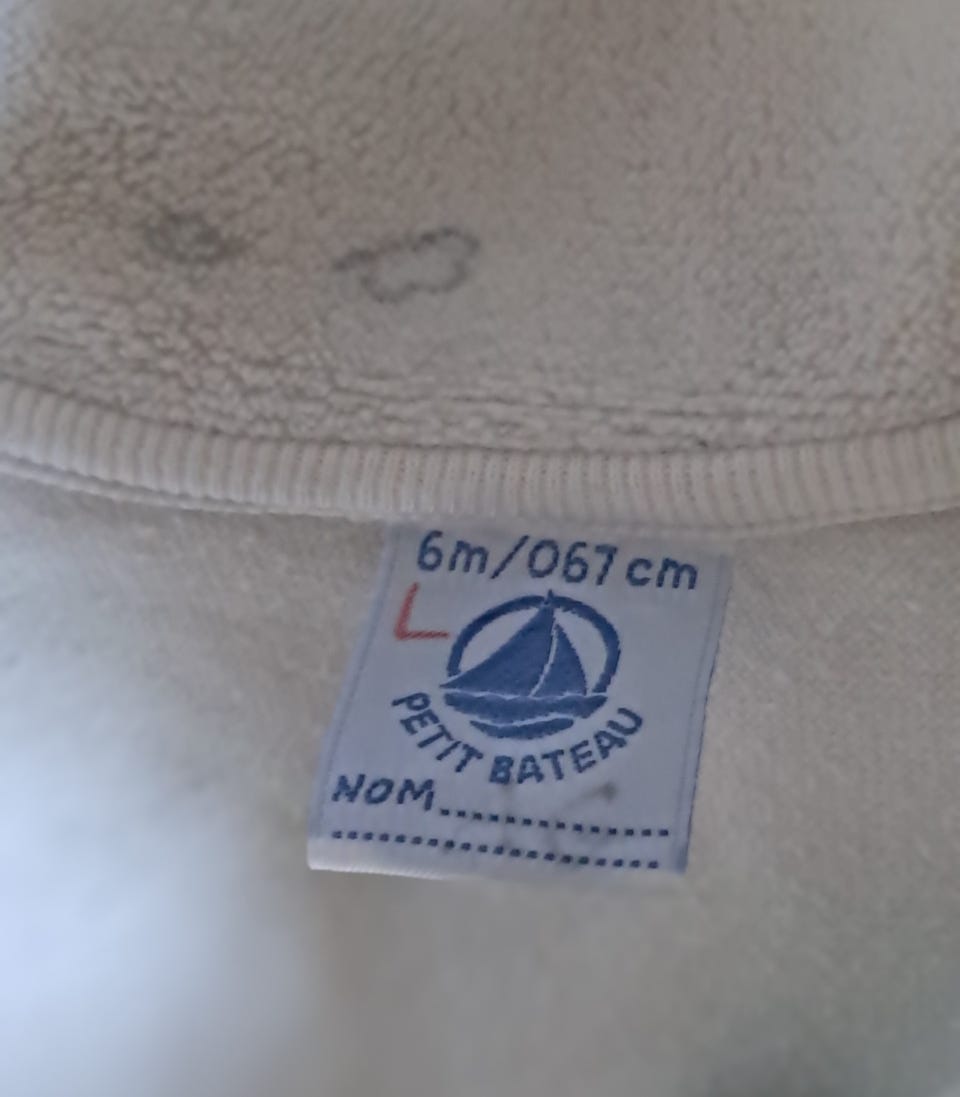 6m/067cm
L
PETIT BATEAU
NOM